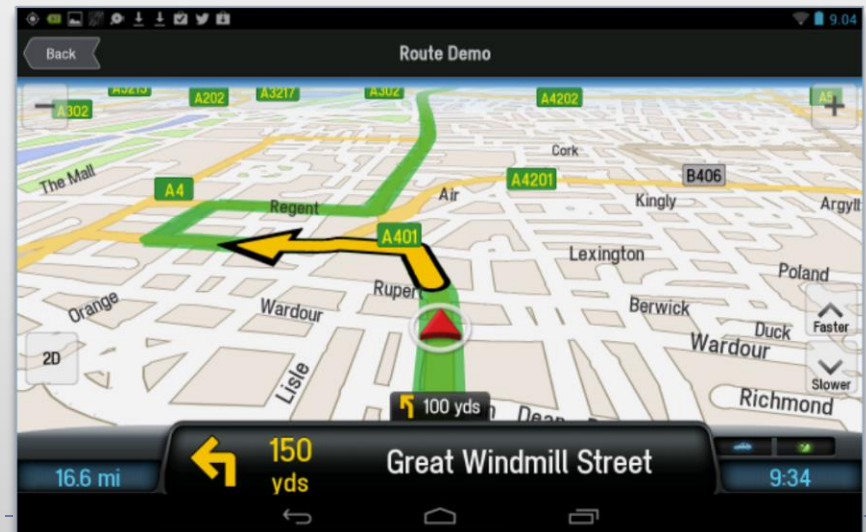 9.04
Back
Route Demo
A3213
A202
A3217
A302
A4202
A5
A302
Cork
The Mall
A4
A4201
B406
Air
Kingly
Argyll
Regent
A401
Lexington
Poland
Orange
Wardour
Rupert
Berwick
Duck
Faster
2D
Lisle
Wardour
Slower
Richmond
100 yds
Dean
16.6 mi
150
yds
Great Windmill Street
9:34